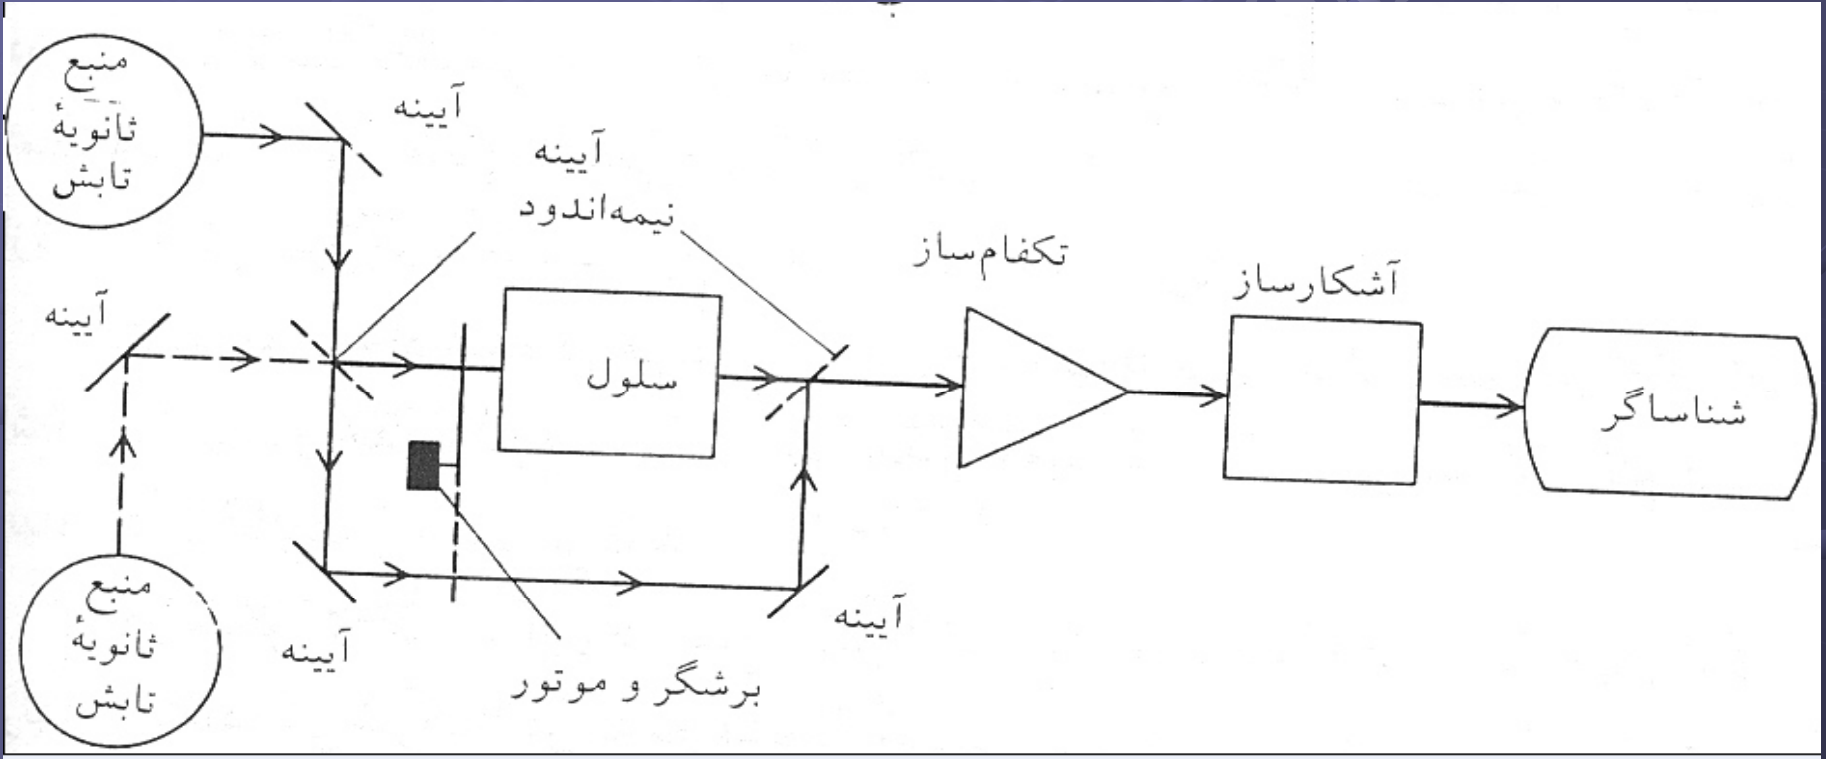 منبع
ثانویهٔ
تابش
آیینه
آیینه
نیمه‌اندود
تکفام‌ساز
آشکارساز
آیینه
سلول
شناساگر
منبع
ثانویهٔ
تابش
آیینه
آیینه
برشگر و موتور